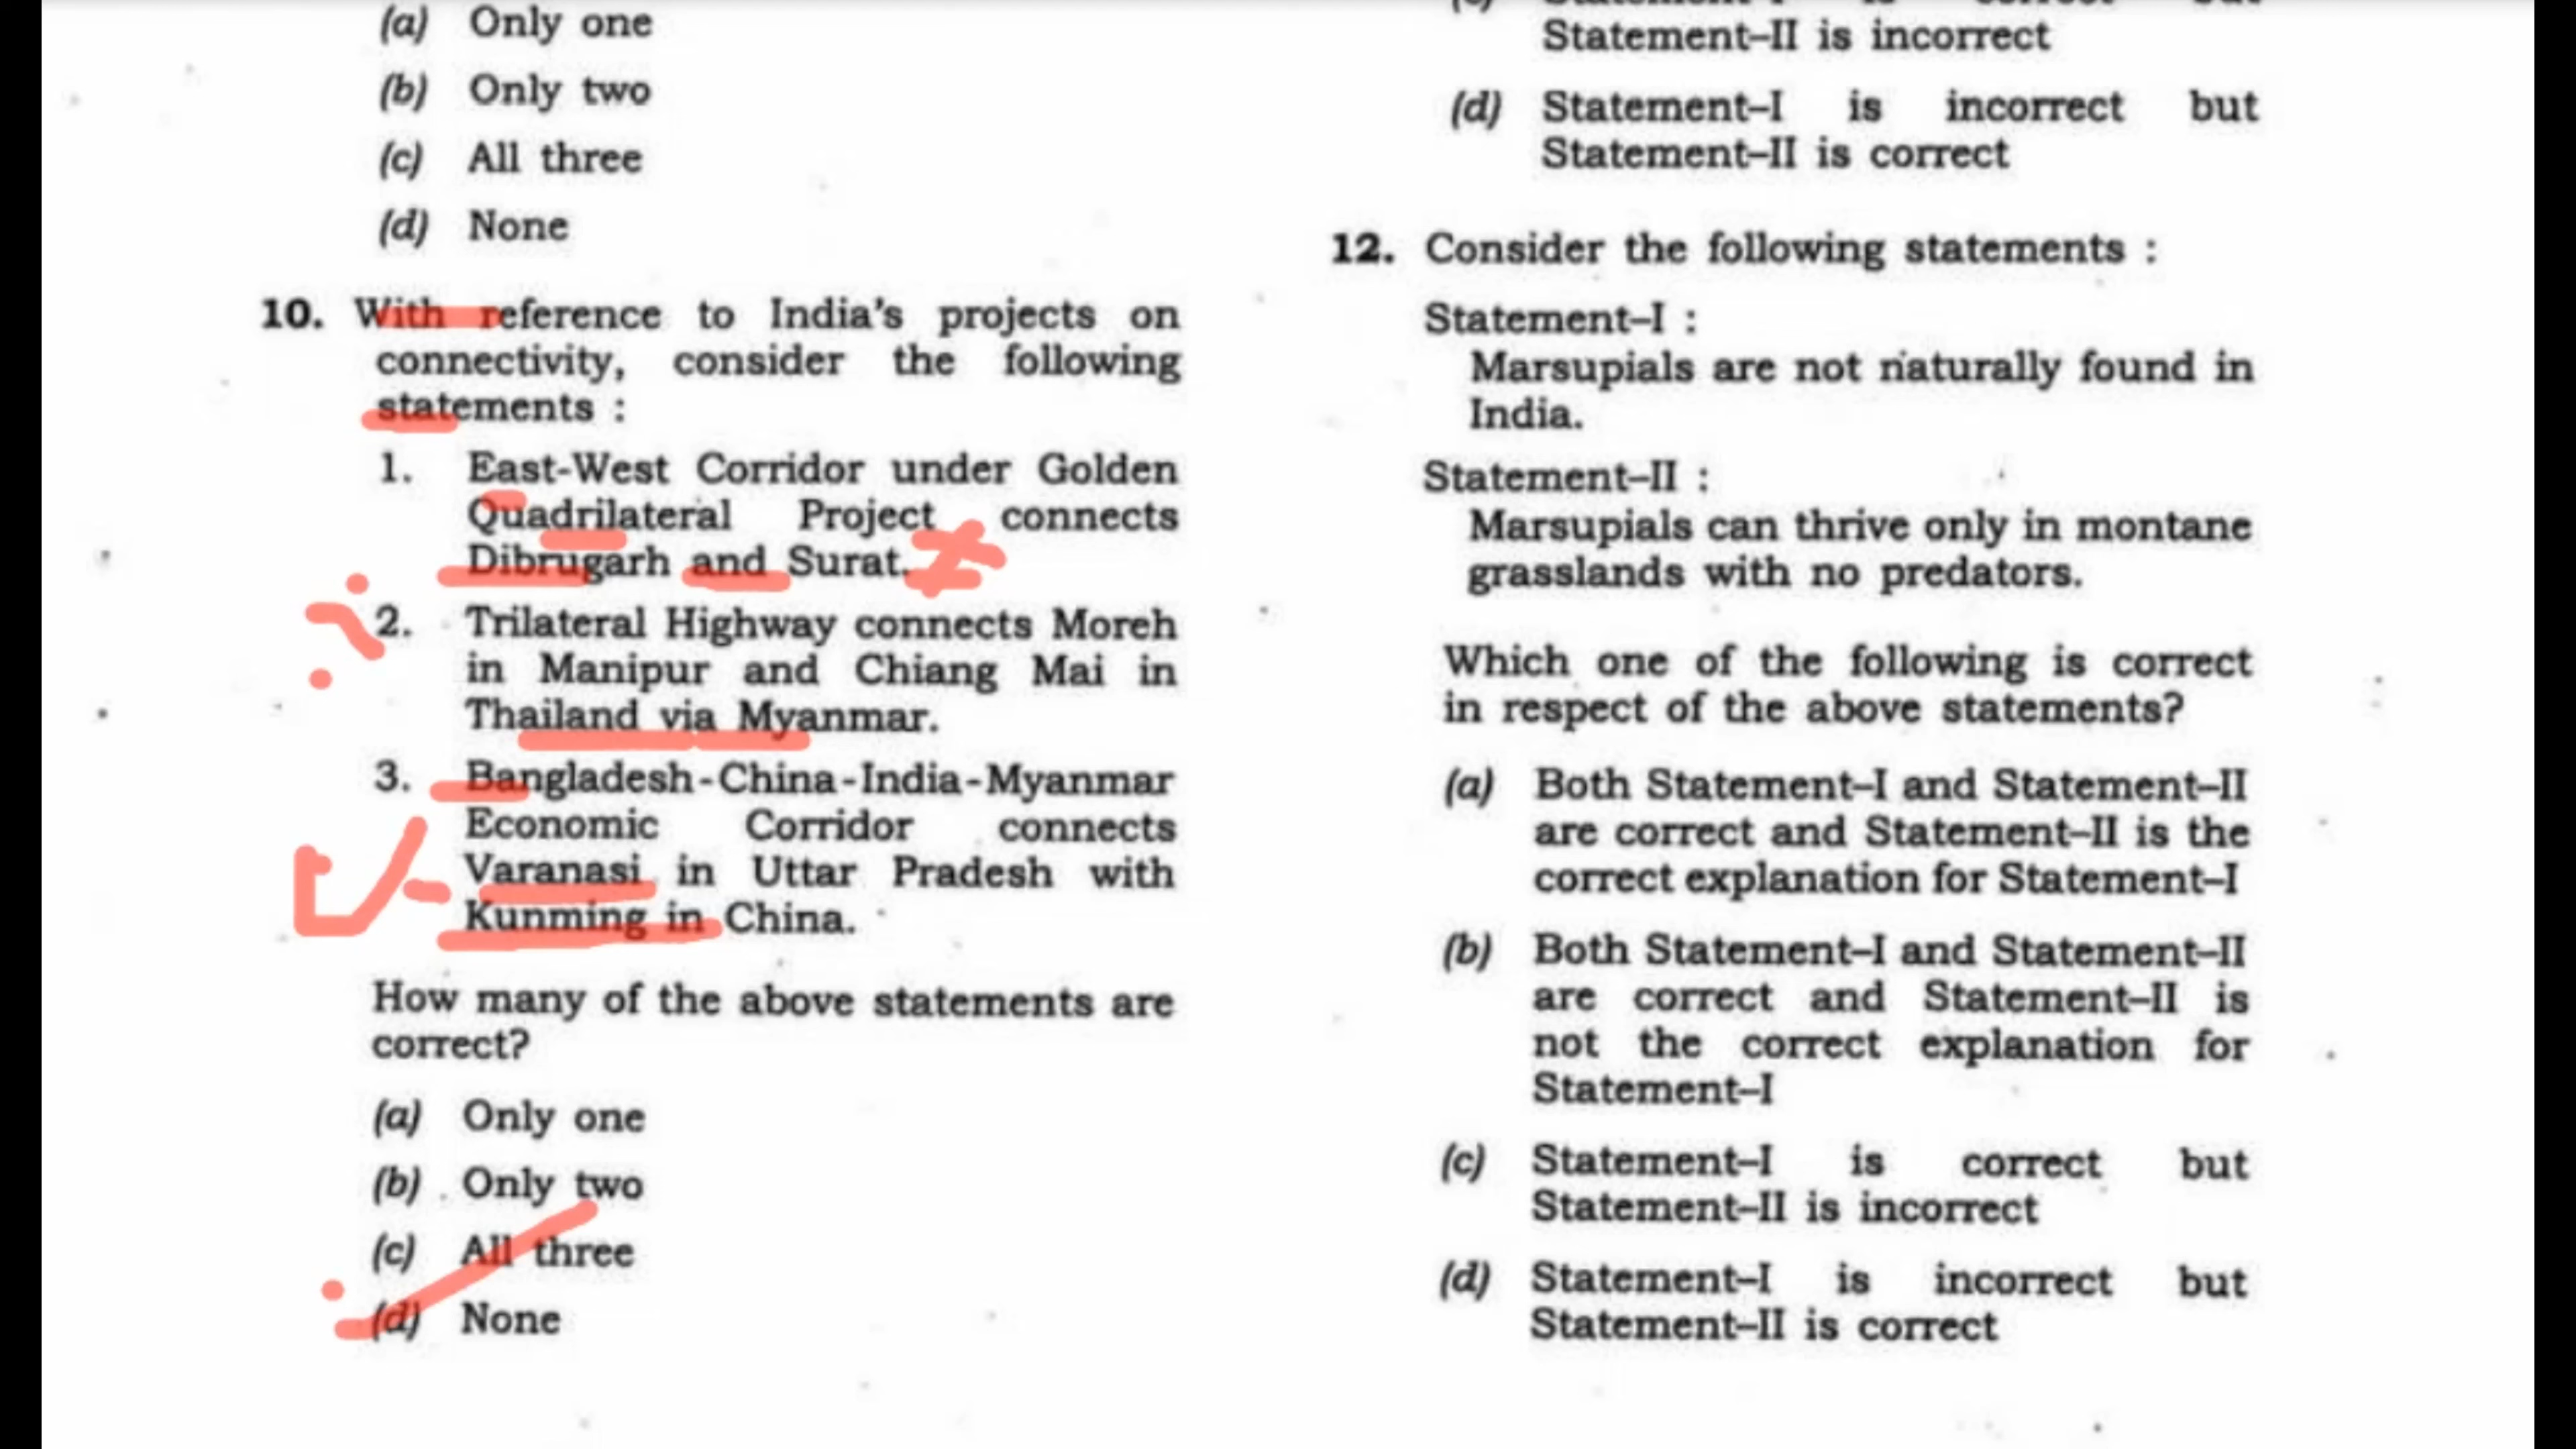 (a) Only one
(b) Only two
(c) All three
(d) None
10. With reference to India's projects on
connectivity, consider the following
statements :
1. East-West Corridor under Golden
Quadrilateral Project connects
Dibrugarh and Surat.
2. Trilateral Highway connects Moreh
in Manipur and Chiang Mai in
Thailand via Myanmar.
3. Bangladesh-China-India-Myanmar
Economic Corridor connects
Varanasi in Uttar Pradesh with
Kunming in China.
How many of the above statements are
correct?
(a) Only one
(b) Only two
(c) All three
(d) None
Statement–II is incorrect
(d) Statement–I is incorrect but
Statement–II is correct
12. Consider the following statements :
Statement–I :
Marsupials are not naturally found in
India.
Statement–II :
Marsupials can thrive only in montane
grasslands with no predators.
Which one of the following is correct
in respect of the above statements?
(a) Both Statement–I and Statement–II
are correct and Statement–II is the
correct explanation for Statement–I
(b) Both Statement–I and Statement–II
are correct and Statement–II is
not the correct explanation for
Statement–I
(c) Statement–I is correct but
Statement–II is incorrect
(d) Statement–I is incorrect but
Statement–II is correct